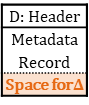 D: Header
Metadata
Record
Space for Δ